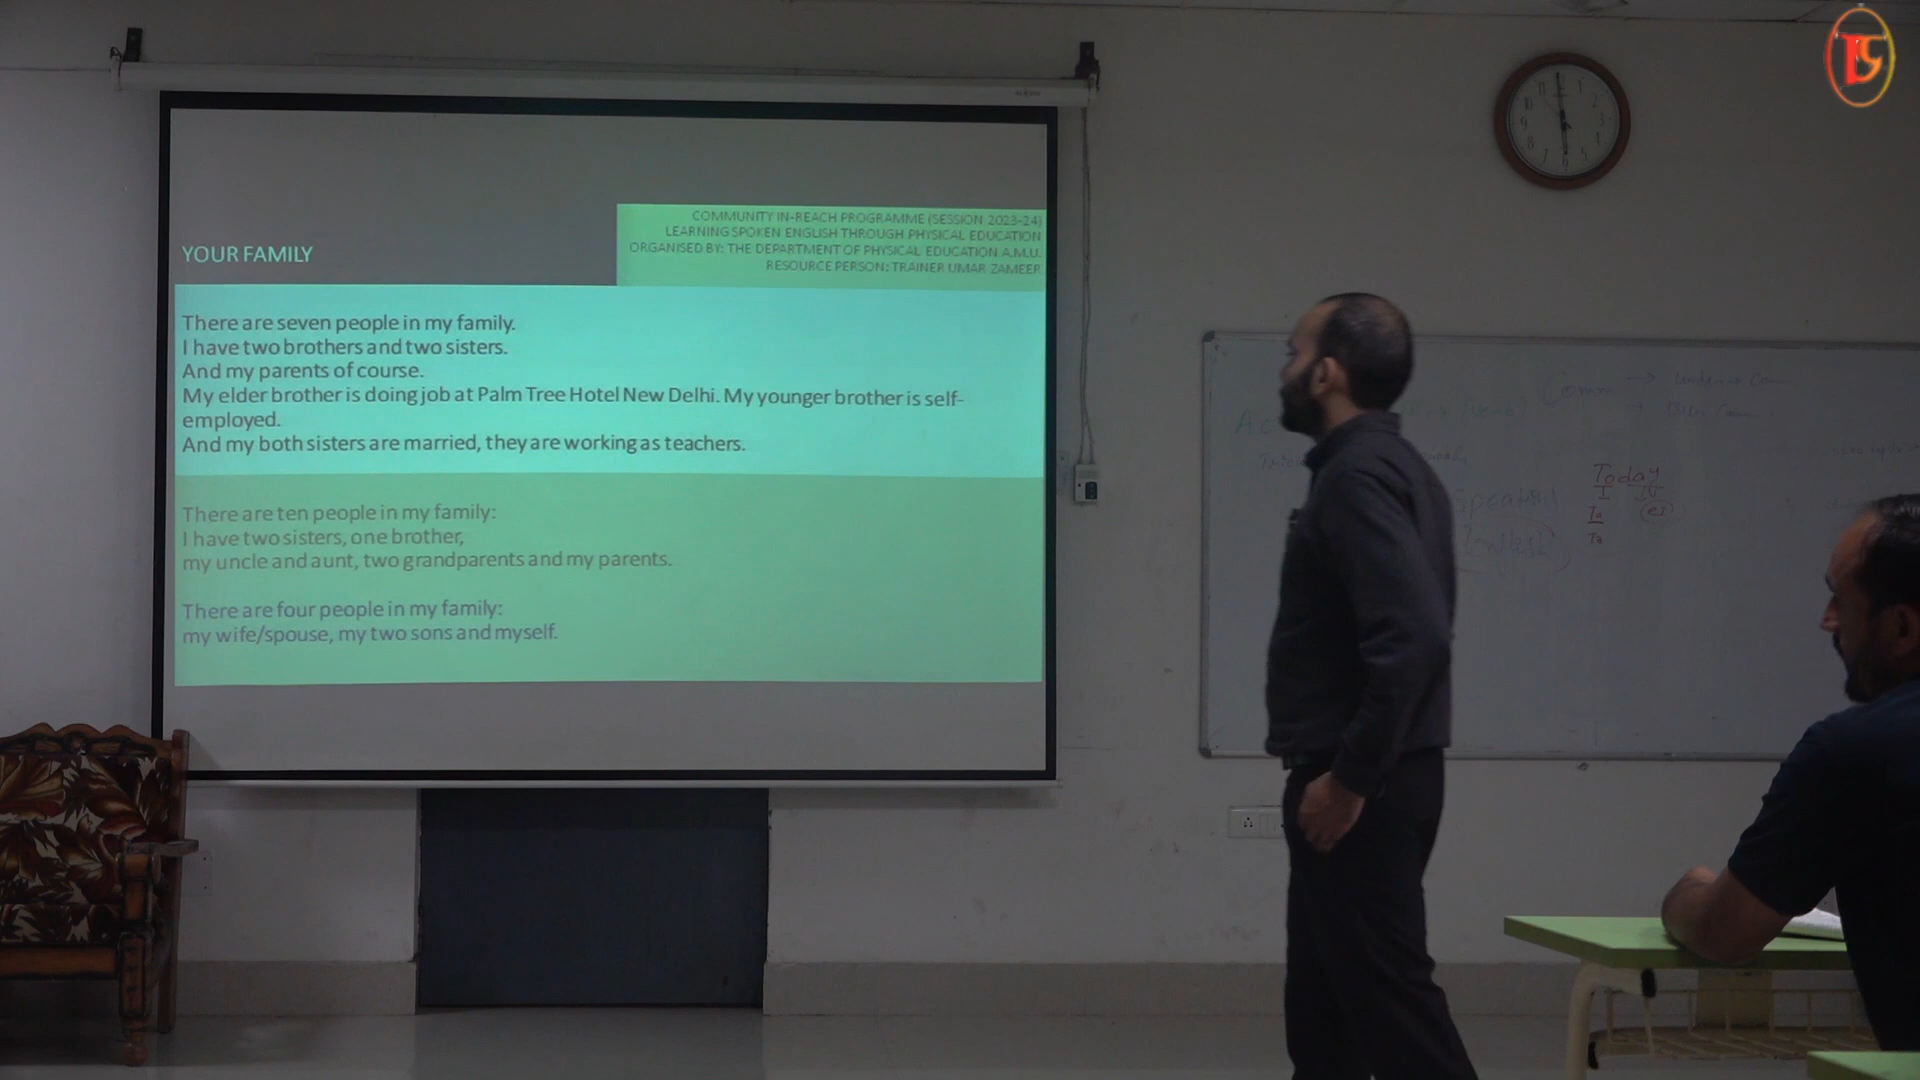 COMMUNITY IN-REACH PROGRAMME (SESSION 2023-24)
LEARNING SPOKEN ENGLISH THROUGH PHYSICAL EDUCATION
ORGANISED BY: THE DEPARTMENT OF PHYSICAL EDUCATION A.M.U.
RESOURCE PERSON: TRAINER UMAR ZAMEER
YOUR FAMILY
There are seven people in my family.
I have two brothers and two sisters.
And my parents of course.
My elder brother is doing job at Palm Tree Hotel New Delhi. My younger brother is self-
employed.
And my both sisters are married, they are working as teachers.
There are ten people in my family:
I have two sisters, one brother,
my uncle and aunt, two grandparents and my parents.
There are four people in my family:
my wife/spouse, my two sons and myself.
Today
I